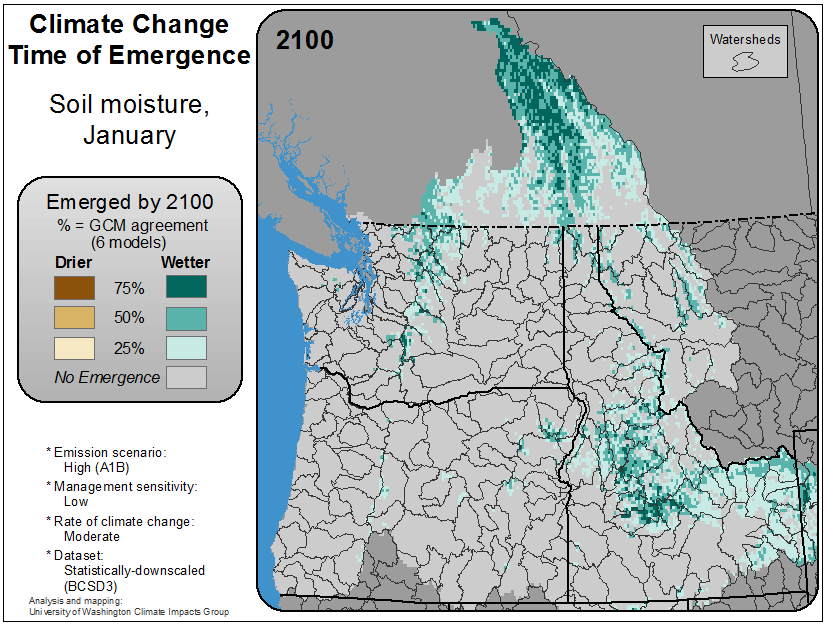 Climate Change
Time of Emergence
Soil moisture,
January
Emerged by 2100
% = GCM agreement
(6 models)
Drier Wetter
75%
50%
25%
No Emergence
* Emission scenario:
High (A1B)
* Management sensitivity:
Low
* Rate of climate change:
Moderate
* Dataset:
Statistically-downscaled
(BCSD3)
Analysis and mapping:
University of Washington Climate Impacts Group
2100
Watersheds